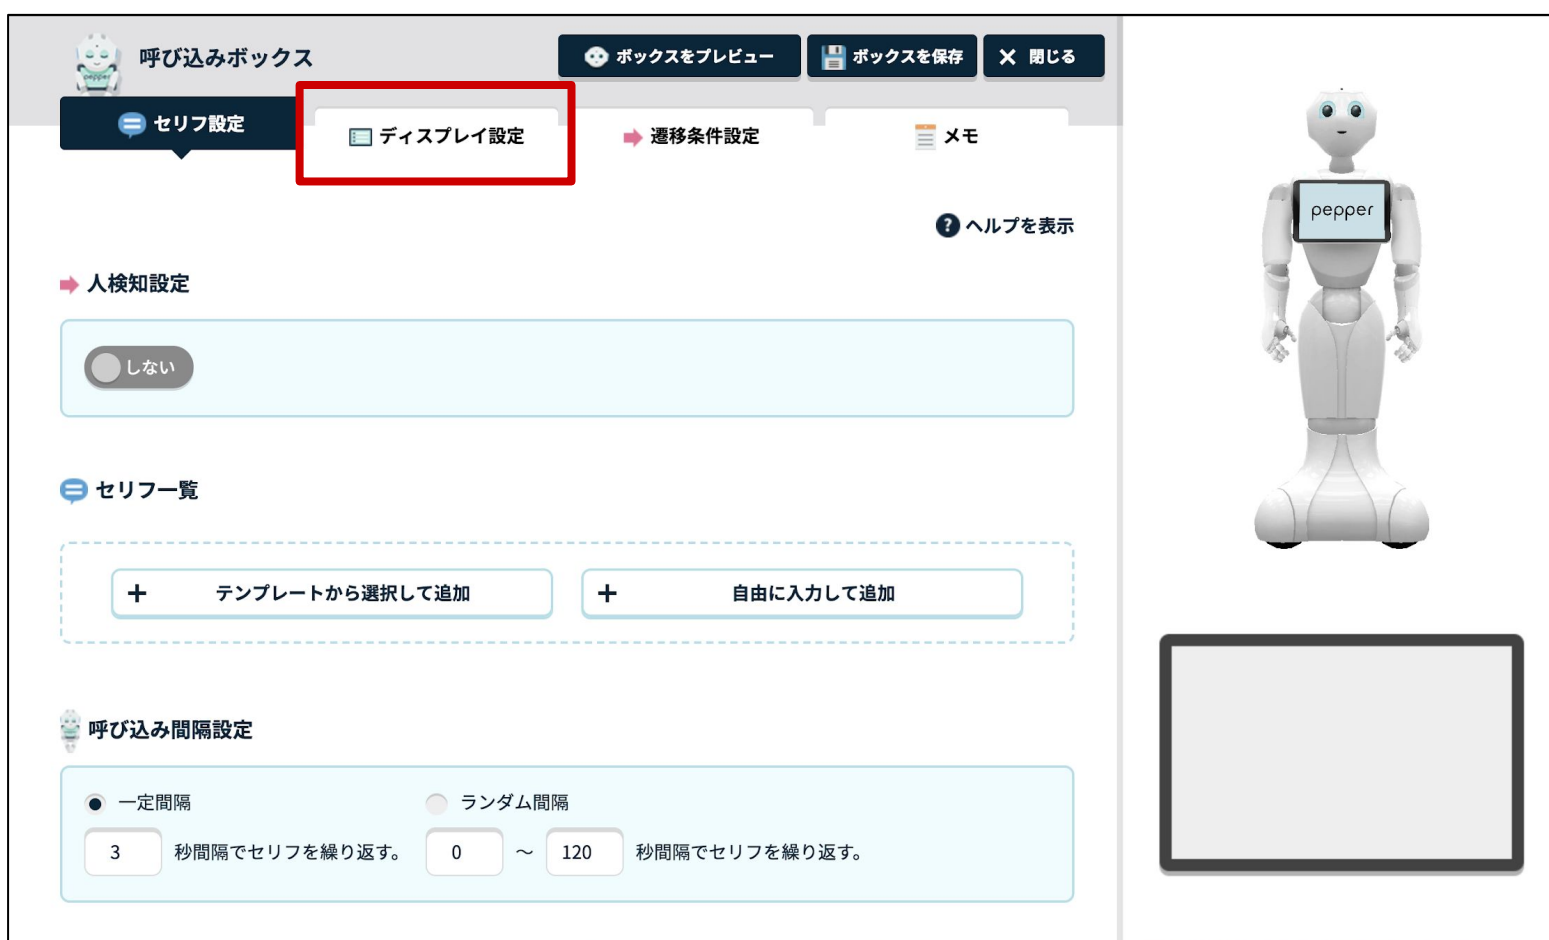 呼び込みボックス
ボックスをプレビュー
ボックスを保存
閉じる
セリフ設定
ディスプレイ設定
遷移条件設定
メモ
ヘルプを表示
人検知設定
しない
セリフ一覧
テンプレートから選択して追加
自由に入力して追加
呼び込み間隔設定
一定間隔
ランダム間隔
3 秒間隔でセリフを繰り返す。 0 ～ 120 秒間隔でセリフを繰り返す。
pepper
pepper